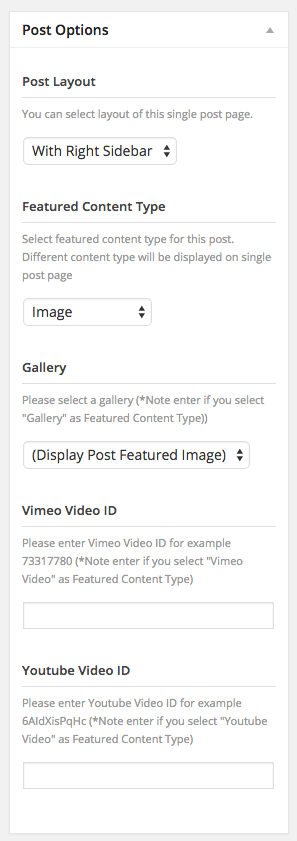 Post Options
Post Layout
You can select layout of this single post page.
With Right Sidebar
Featured Content Type
Select featured content type for this post.
Different content type will be displayed on single
post page
Image
Gallery
Please select a gallery (*Note enter if you select
"Gallery" as Featured Content Type))
(Display Post Featured Image)
Vimeo Video ID
Please enter Vimeo Video ID for example
73317780 (*Note enter if you select "Vimeo
Video" as Featured Content Type)
Youtube Video ID
Please enter Youtube Video ID for example
6AIdXisPqHc (*Note enter if you select "Youtube
Video" as Featured Content Type)